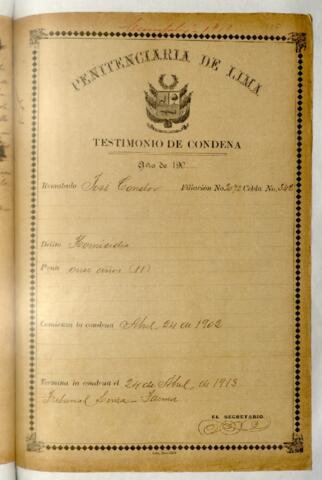 PENITENCIARIA DE LIMA
TESTIMONIO DE CONDENA
Año de 190
Rematado José Filiación No. 3072 Celda No. 348
Delito Homicidio
Pena once años (11)
Comienza la condena Abril 24 de 1902
Termina la condena el 24 de Abril de 1913
Tribunal
EL SECRETARIO